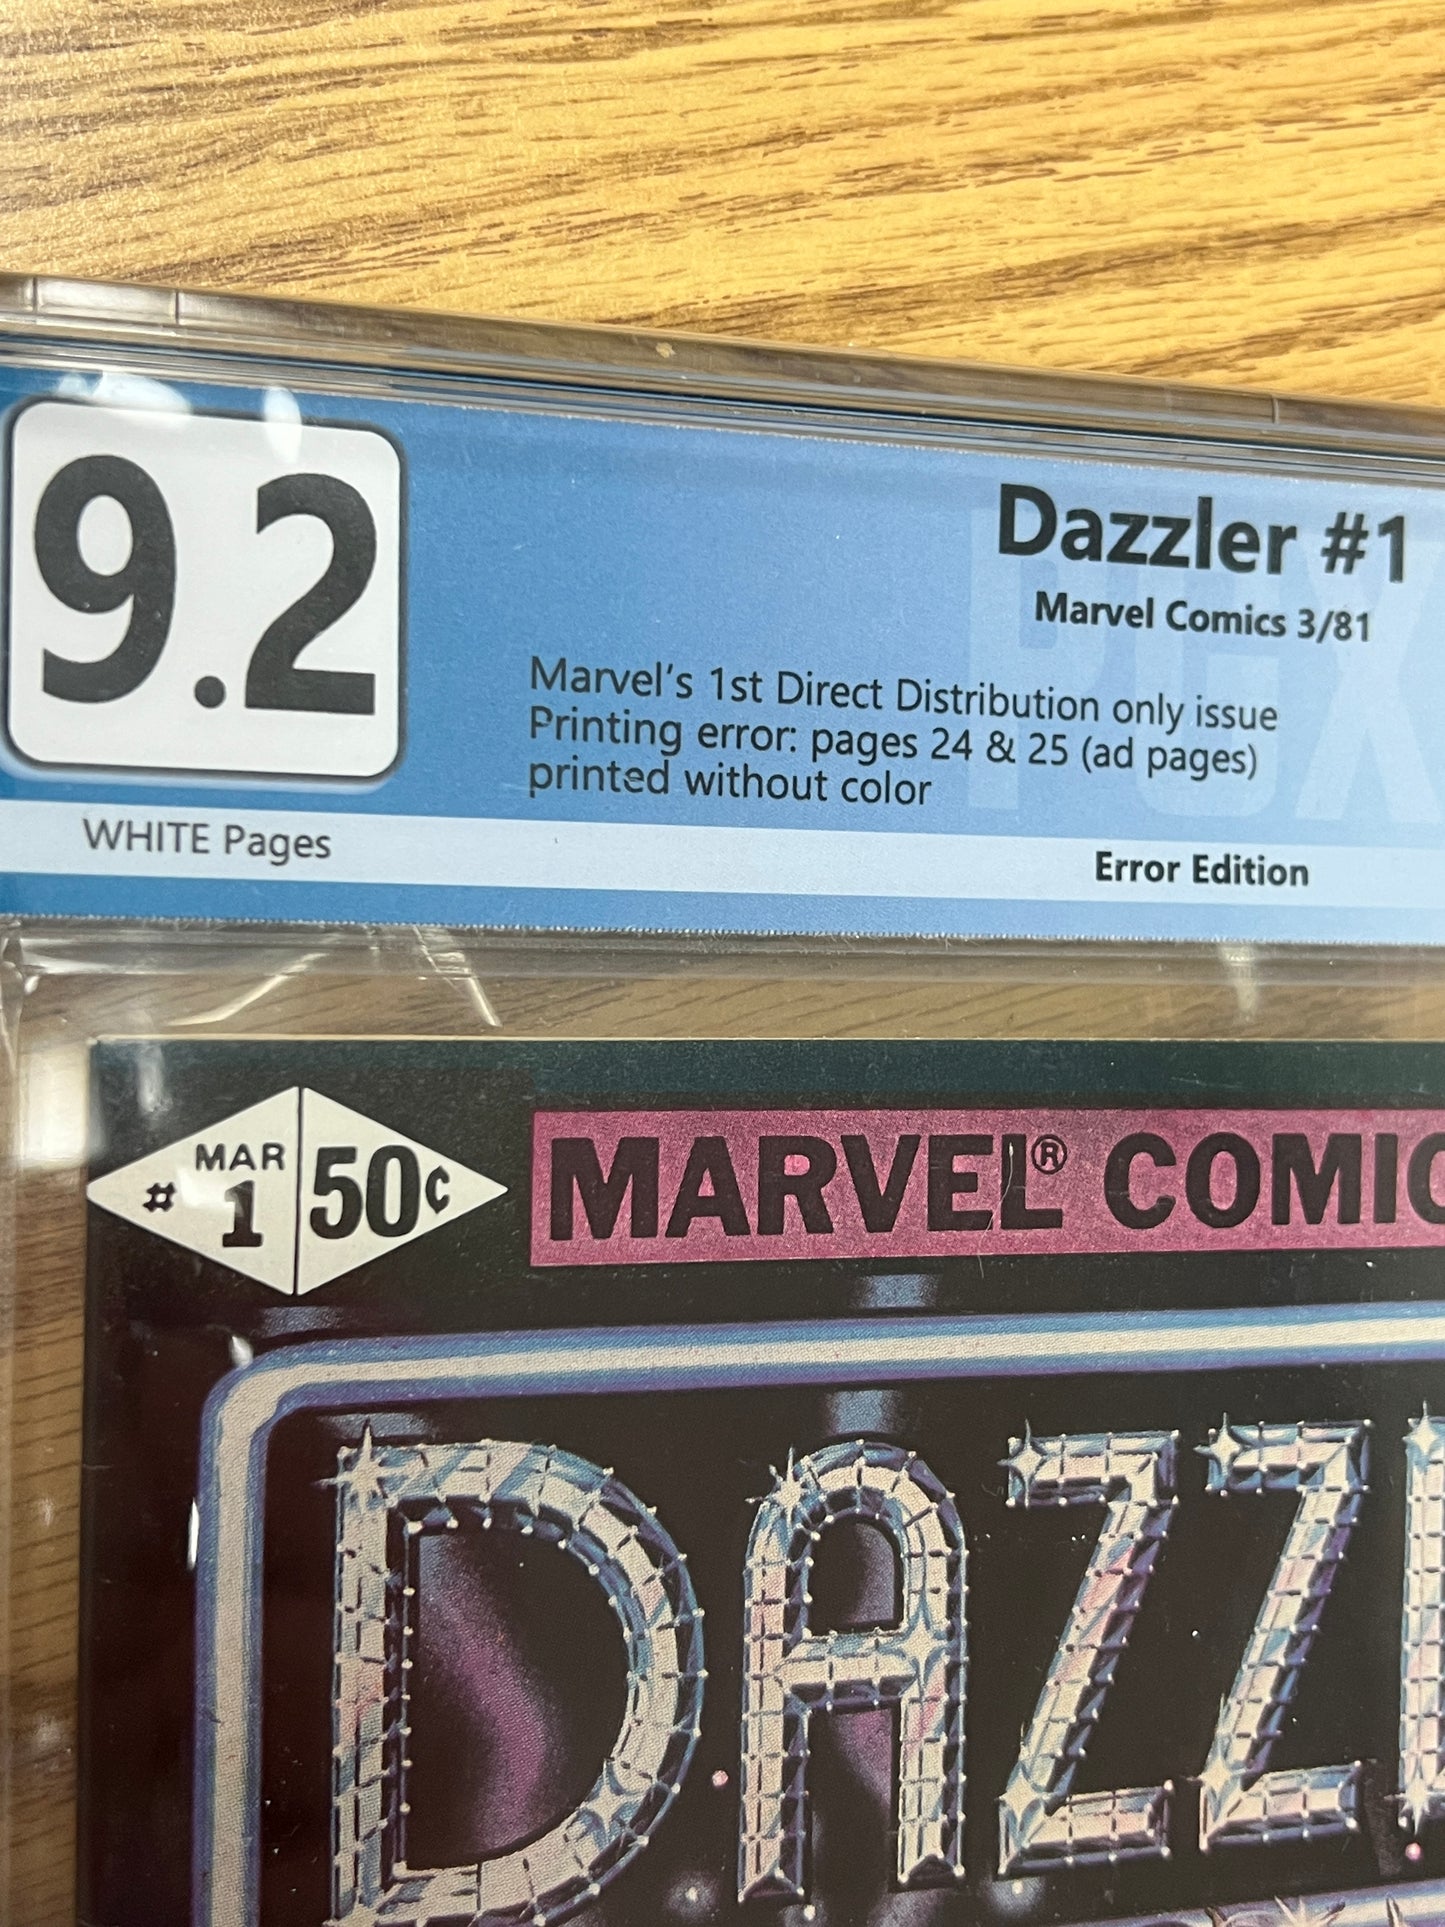 9.2
Dazzler #1
Marvel Comics 3/81
Marvel's 1st Direct Distribution only issue
Printing error: pages 24 & 25 (ad pages)
printed without color
WHITE Pages
Error Edition
MAR
# 1
50¢
MARVEL® COMIC
DAZZ